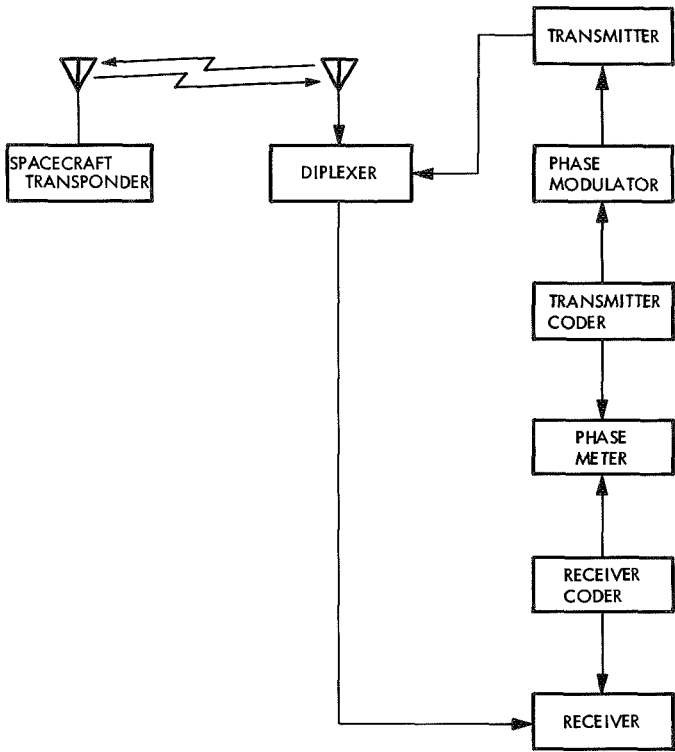 TRANSMITTER
SPACECRAFT
TRANSPONDER
DIPLEXER
PHASE
MODULATOR
TRANSMITTER
CODER
PHASE
METER
RECEIVER
CODER
RECEIVER